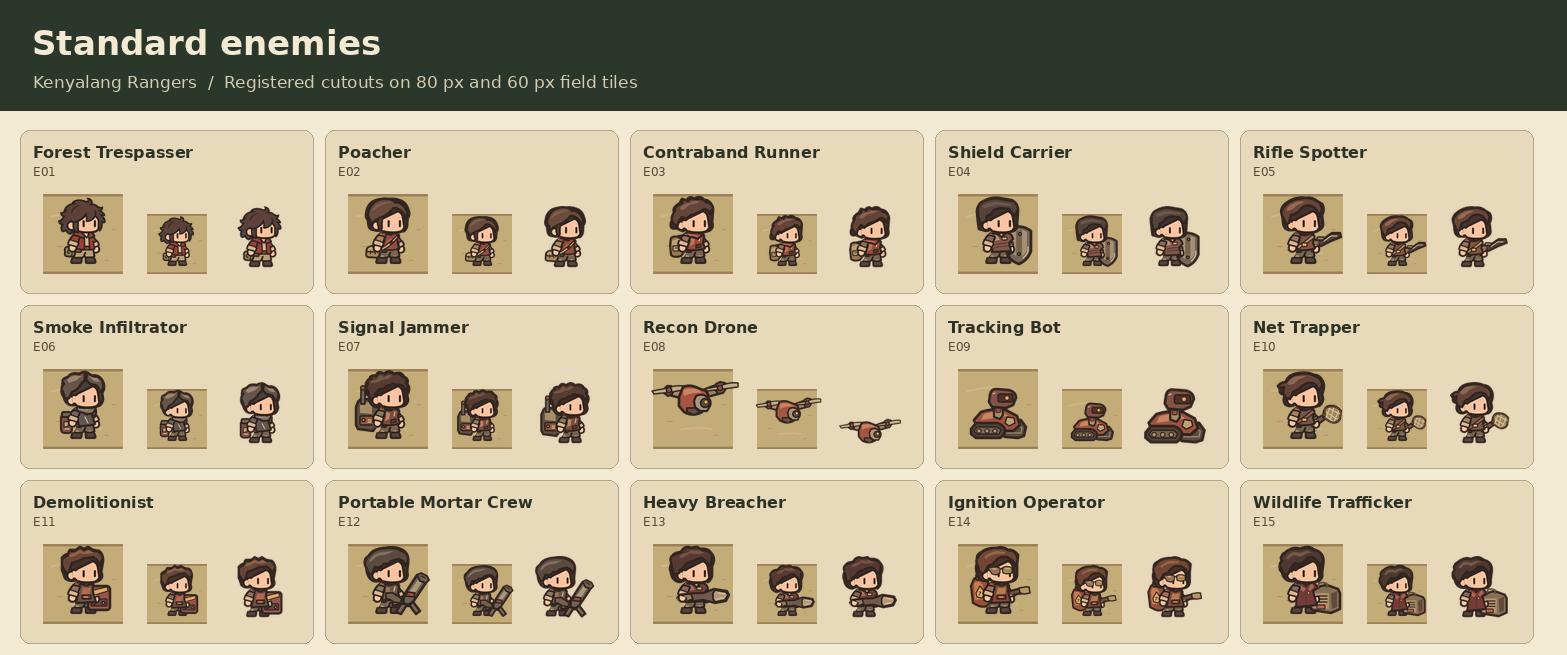 Standard enemies
Kenyalang Rangers / Registered cutouts on 80 px and 60 px field tiles
Forest Trespasser
E01
Poacher
E02
Contraband Runner
E03
Shield Carrier
E04
Rifle Spotter
E05
Smoke Infiltrator
E06
Signal Jammer
E07
Recon Drone
E08
Tracking Bot
E09
Net Trapper
E10
Demolitionist
E11
Portable Mortar Crew
E12
Heavy Breacher
E13
Ignition Operator
E14
Wildlife Trafficker
E15